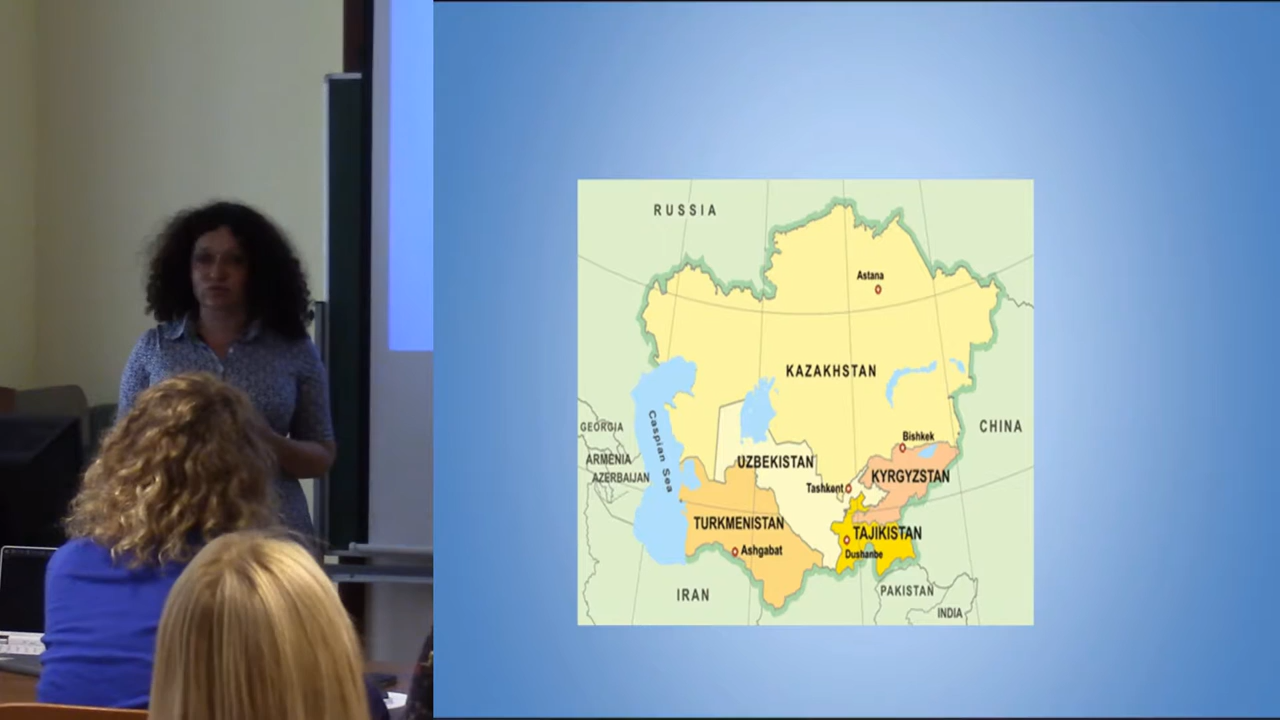 RUSSIA
Astana
KAZAKHSTAN
Caspian Sea
GEORGIA
ARMENIA
AZERBAIJAN
CHINA
Bishkek
UZBEKISTAN
KYRGYZSTAN
Tashkent
TURKMENISTAN
TAJIKISTAN
Ashgabat
Dushanbe
IRAN
PAKISTAN
INDIA